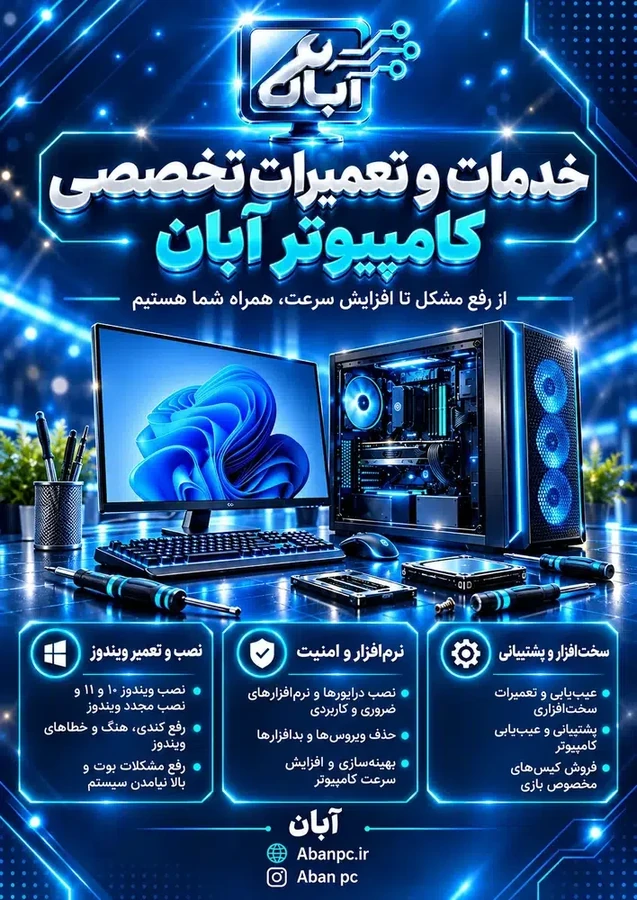 آبان
خدمات و تعمیرات تخصصی
کامپیوتر آبان
از رفع مشکل تا افزایش سرعت، همراه شما هستیم
سخت‌افزار و پشتیبانی
عیب‌یابی و تعمیرات
سخت‌افزاری
پشتیبانی و عیب‌یابی
کامپیوتر
فروش کیس‌های
مخصوص بازی
نرم‌افزار و امنیت
نصب درایورها و نرم‌افزارهای
ضروری و کاربردی
حذف ویروس‌ها و بدافزارها
بهینه‌سازی و افزایش
سرعت کامپیوتر
نصب و تعمیر ویندوز
نصب ویندوز ۱۰ و ۱۱ و
نصب مجدد ویندوز
رفع کندی، هنگ و خطاهای
ویندوز
رفع مشکلات بوت و
بالا نیامدن سیستم
آبان
Abanpc.ir
Aban pc